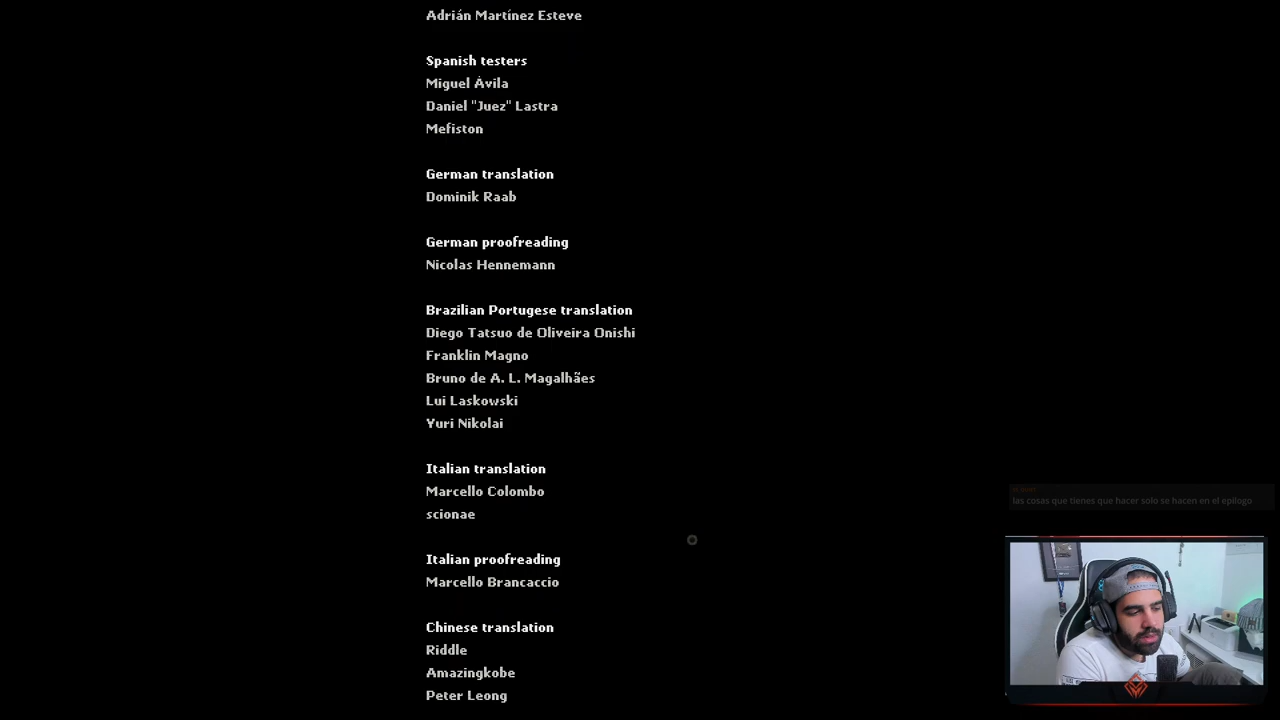 Adrián Martínez Esteve
Spanish testers
Miguel Ávila
Daniel "Juez" Lastra
Mefiston
German translation
Dominik Raab
German proofreading
Nicolas Hennemann
Brazilian Portugese translation
Diego Tatsuo de Oliveira Onishi
Franklin Magno
Bruno de A. L. Magalhães
Lui Laskowski
Yuri Nikolai
Italian translation
Marcello Colombo
scionae
Italian proofreading
Marcello Brancaccio
Chinese translation
Riddle
Amazingkobe
Peter Leong
las cosas que tienes que hacer solo se hacen en el epilogo